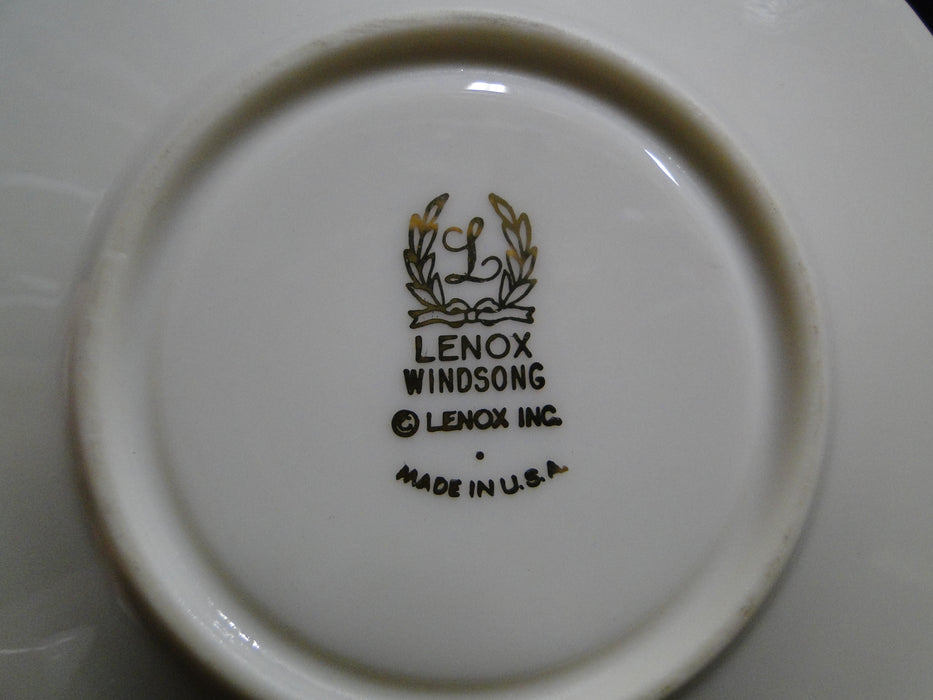 L
LENOX
WINDSONG
© LENOX INC.
MADE IN U.S.A.